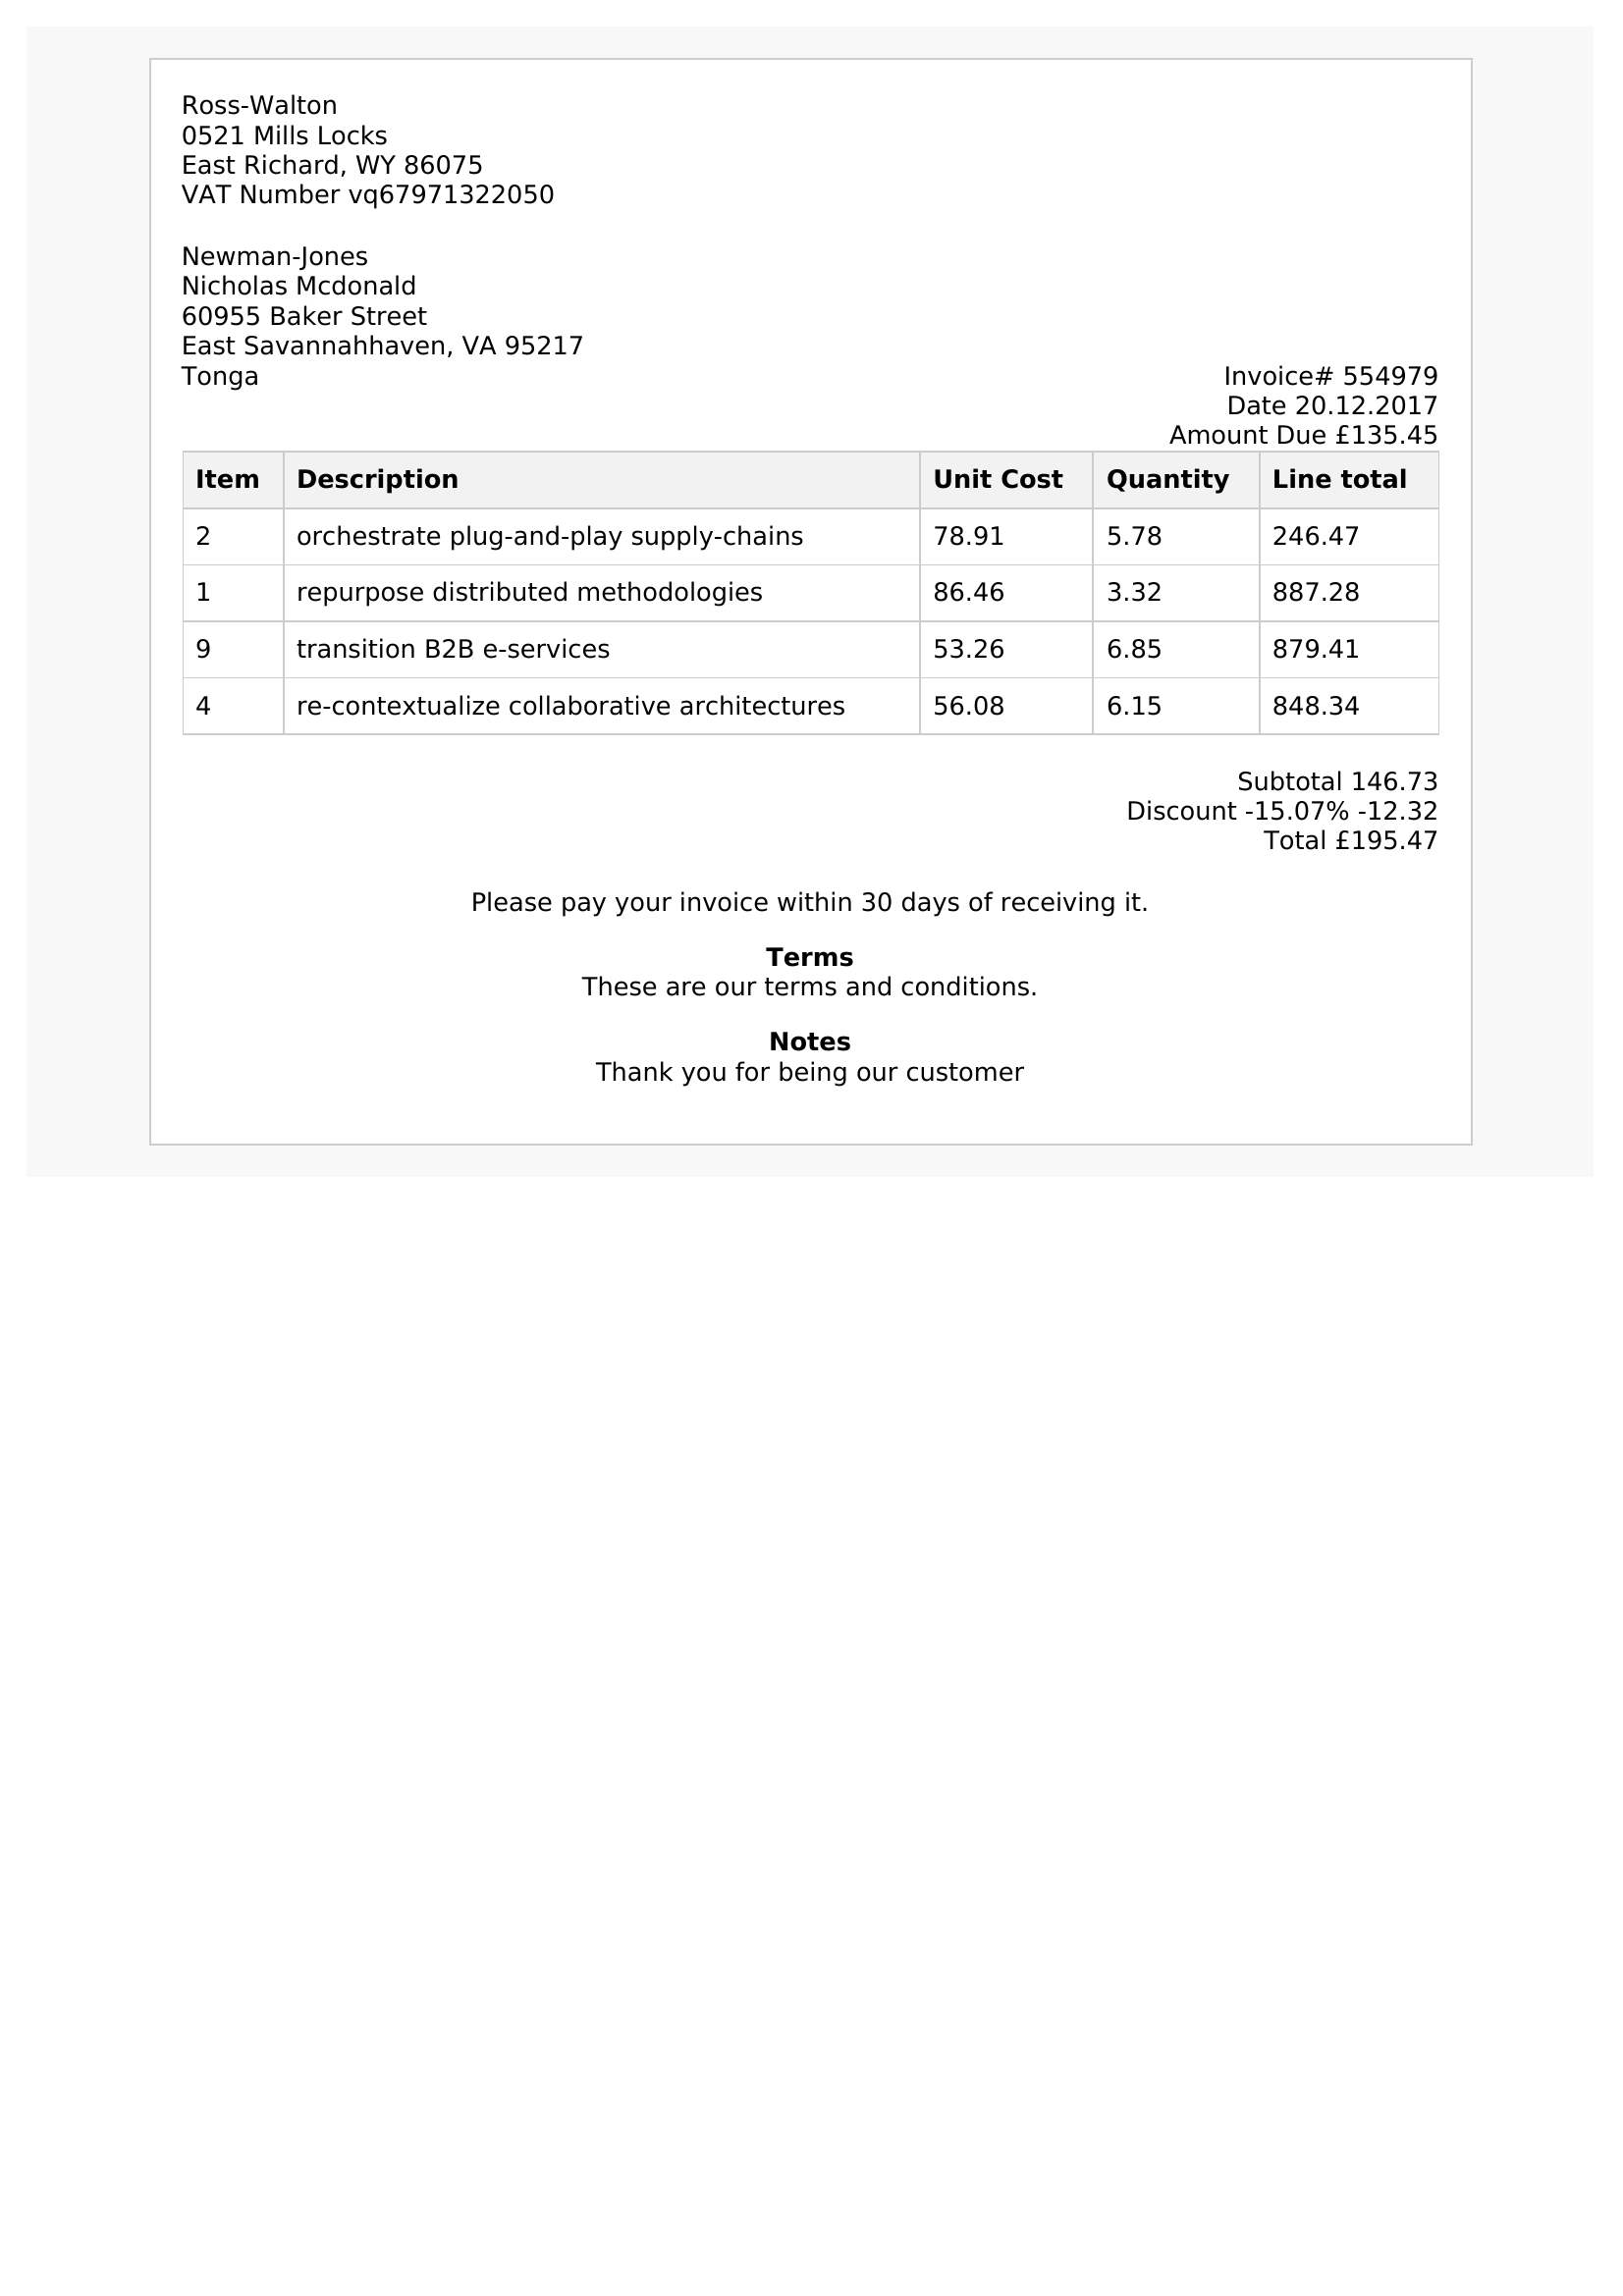 Ross-Walton
0521 Mills Locks
East Richard, WY 86075
VAT Number vq67971322050
Newman-Jones
Nicholas Mcdonald
60955 Baker Street
East Savannahhaven, VA 95217
Tonga
Invoice# 554979
Date 20.12.2017
Amount Due £135.45
Item Description Unit Cost Quantity Line total
2 orchestrate plug-and-play supply-chains 78.91 5.78 246.47
1 repurpose distributed methodologies 86.46 3.32 887.28
9 transition B2B e-services 53.26 6.85 879.41
4 re-contextualize collaborative architectures 56.08 6.15 848.34
Subtotal 146.73
Discount -15.07% -12.32
Total £195.47
Please pay your invoice within 30 days of receiving it.
Terms
These are our terms and conditions.
Notes
Thank you for being our customer